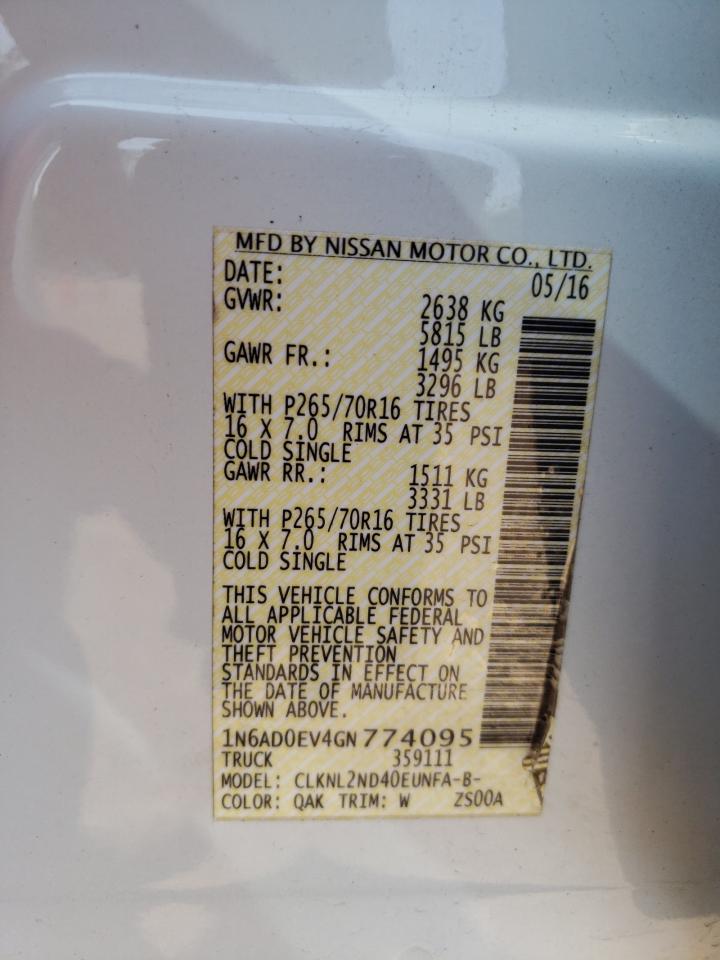 MFD BY NISSAN MOTOR CO., LTD.
DATE: 05/16
GVWR: 2638 KG
5815 LB
GAWR FR.: 1495 KG
3296 LB
WITH P265/70R16 TIRES
16 X 7.0 RIMS AT 35 PSI
COLD SINGLE
GAWR RR.: 1511 KG
3331 LB
WITH P265/70R16 TIRES
16 X 7.0 RIMS AT 35 PSI
COLD SINGLE
THIS VEHICLE CONFORMS TO
ALL APPLICABLE FEDERAL
MOTOR VEHICLE SAFETY AND
THEFT PREVENTION
STANDARDS IN EFFECT ON
THE DATE OF MANUFACTURE
SHOWN ABOVE.
1N6AD0EV4GN774095
TRUCK 359111
MODEL: CLKNL2ND40EUNFA-B-
COLOR: QAK TRIM: W ZS00A